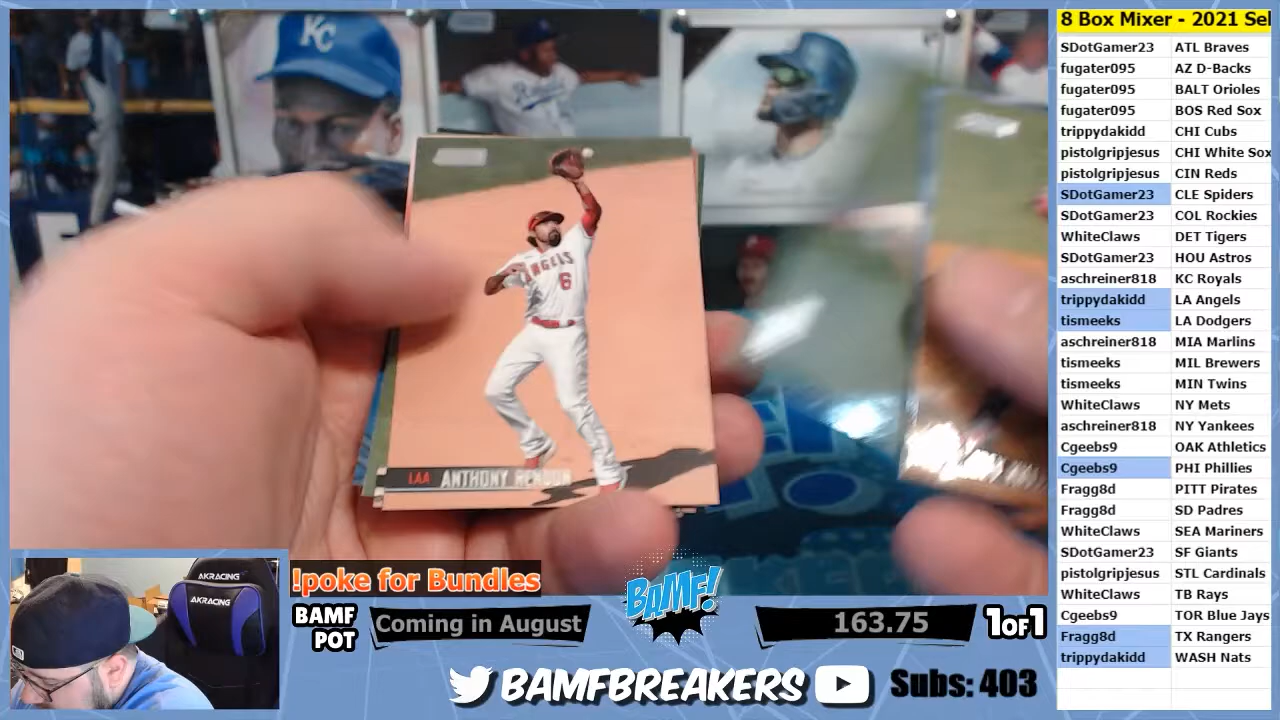 KC
ANGELS
6
LAA ANTHONY RENDON
AKRACING
AKRACING
!poke for Bundles
BAMF POT
Coming in August
BAMF!
163.75
1OF1
BAMFBREAKERS
Subs: 403
8 Box Mixer - 2021 Sel
SDotGamer23 ATL Braves
fugater095 AZ D-Backs
fugater095 BALT Orioles
fugater095 BOS Red Sox
trippydakidd CHI Cubs
pistolgripjesus CHI White Sox
pistolgripjesus CIN Reds
SDotGamer23 CLE Spiders
SDotGamer23 COL Rockies
WhiteClaws DET Tigers
SDotGamer23 HOU Astros
aschreiner818 KC Royals
trippydakidd LA Angels
tismeeks LA Dodgers
aschreiner818 MIA Marlins
tismeeks MIL Brewers
tismeeks MIN Twins
WhiteClaws NY Mets
aschreiner818 NY Yankees
Cgeebs9 OAK Athletics
Cgeebs9 PHI Phillies
Fragg8d PITT Pirates
Fragg8d SD Padres
WhiteClaws SEA Mariners
SDotGamer23 SF Giants
pistolgripjesus STL Cardinals
WhiteClaws TB Rays
Cgeebs9 TOR Blue Jays
Fragg8d TX Rangers
trippydakidd WASH Nats